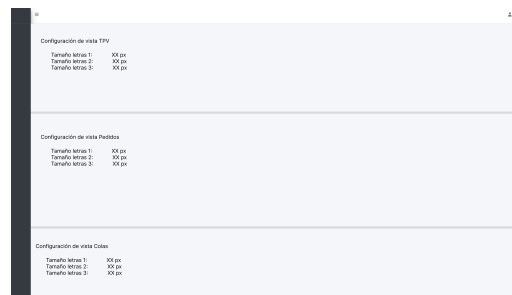 Configuración de vista TPV
Tamaño letras 1: XX px
Tamaño letras 2: XX px
Tamaño letras 3: XX px
Configuración de vista Pedidos
Tamaño letras 1: XX px
Tamaño letras 2: XX px
Tamaño letras 3: XX px
Configuración de vista Colas
Tamaño letras 1: XX px
Tamaño letras 2: XX px
Tamaño letras 3: XX px